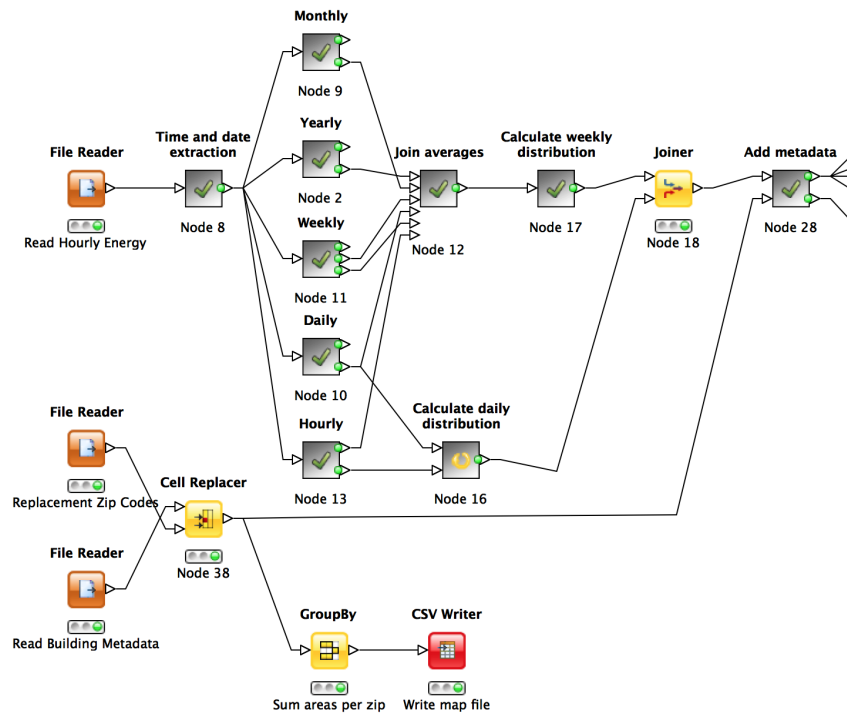 Monthly
Node 9
Yearly
Node 2
Time and date
extraction
Node 8
File Reader
Read Hourly Energy
Join averages
Node 12
Calculate weekly
distribution
Node 17
Joiner
Node 18
Add metadata
Node 28
Weekly
Node 11
Daily
Node 10
Hourly
Node 13
Calculate daily
distribution
Node 16
File Reader
Replacement Zip Codes
Cell Replacer
Node 38
File Reader
Read Building Metadata
GroupBy
Sum areas per zip
CSV Writer
Write map file